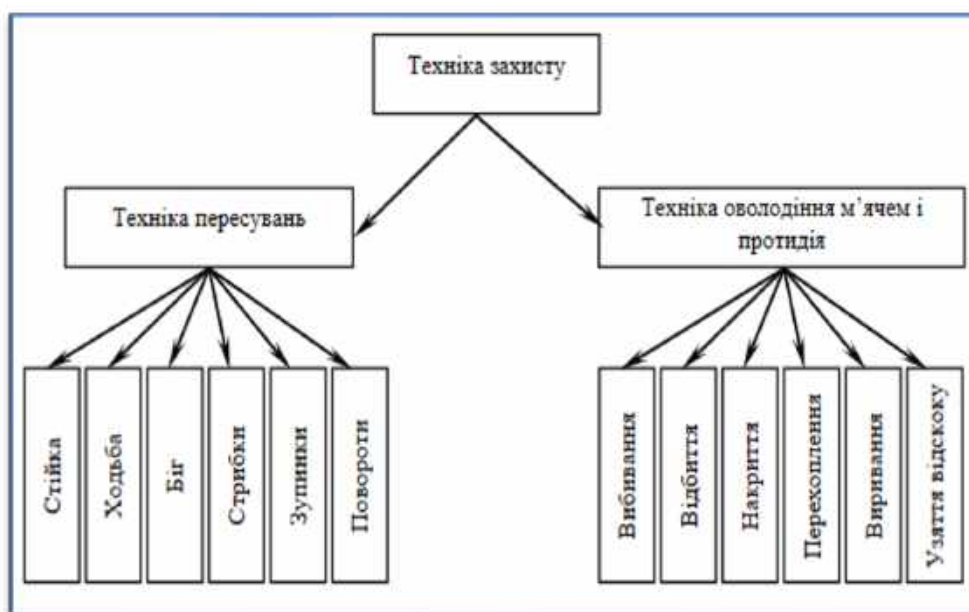 Техніка захисту
Техніка пересувань
Техніка оволодіння м’ячем і
протидія
Стійка
Ходьба
Біг
Стрибки
Зупинки
Повороти
Вибивання
Відбиття
Накриття
Перехоплення
Виривання
Узяття відскоку